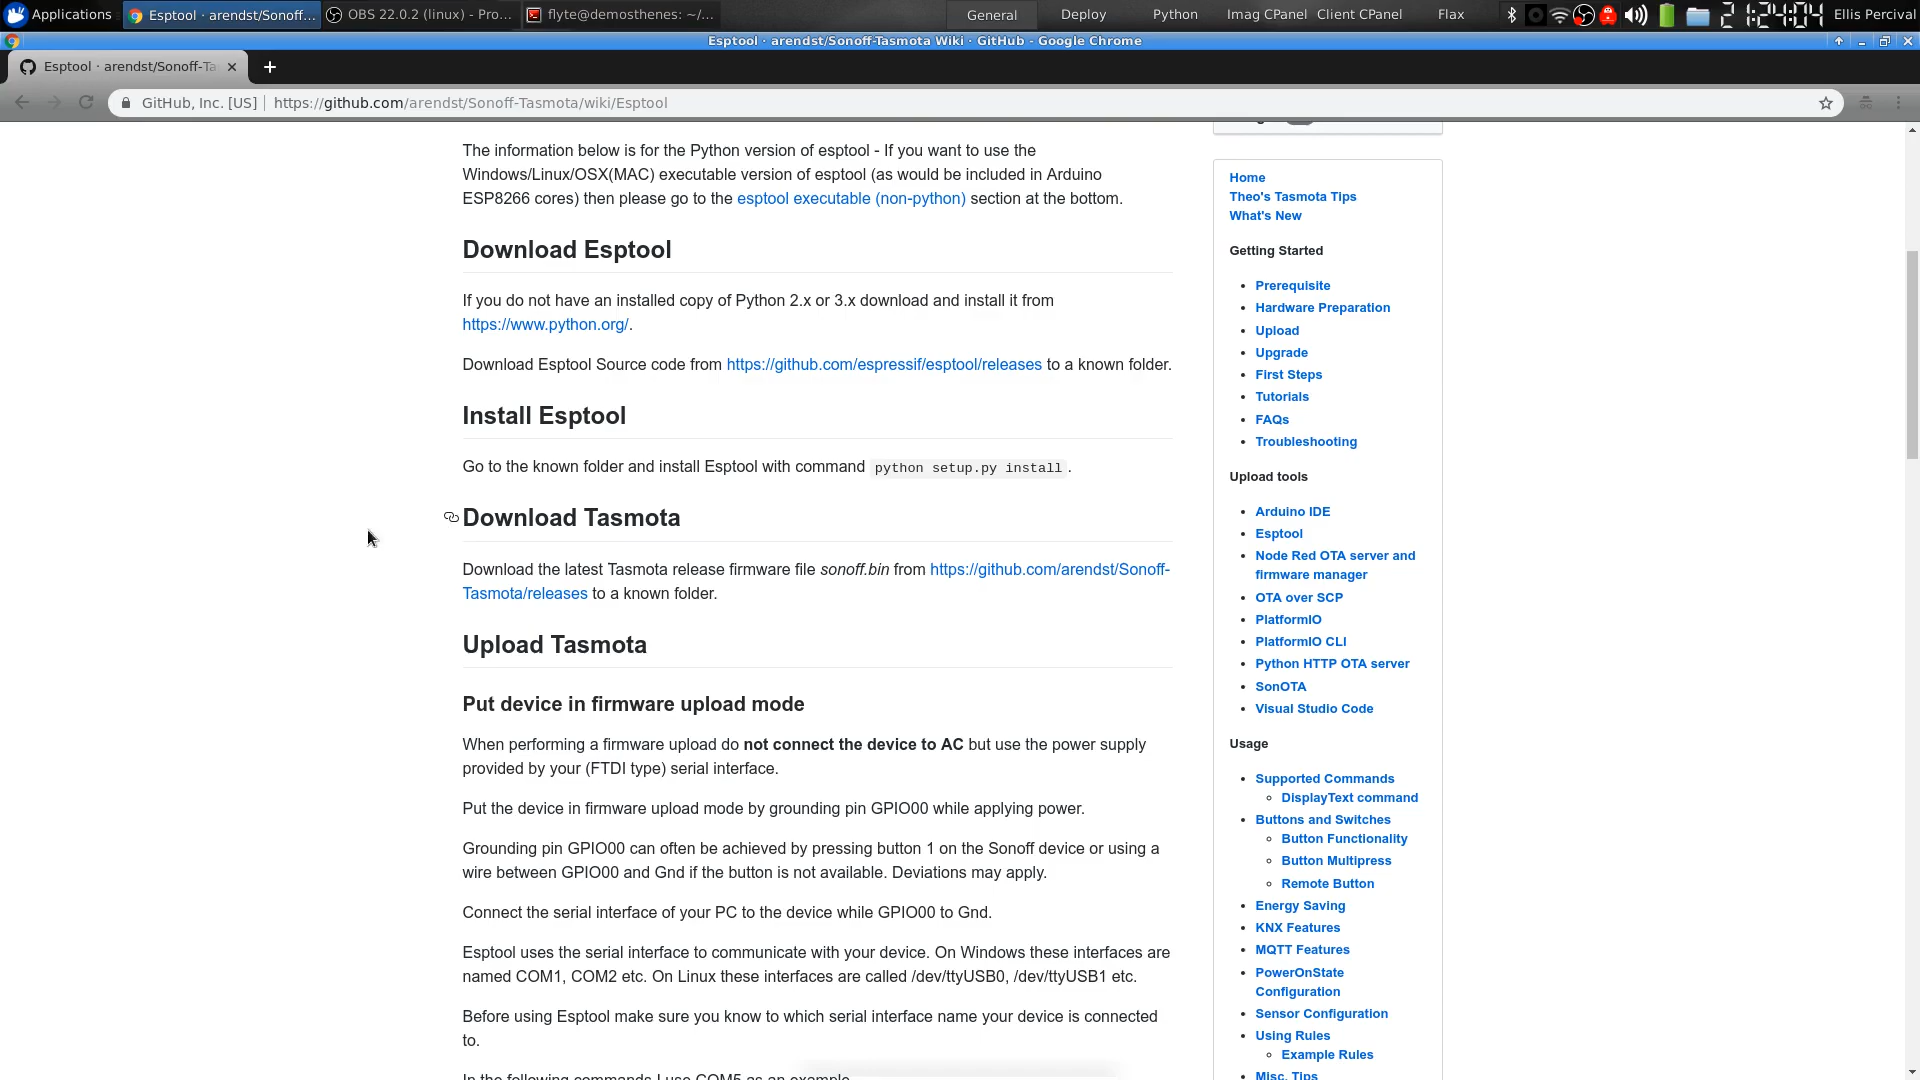 Applications
Esptool · arendst/Sonoff...
OBS 22.0.2 (linux) - Pro...
flyte@demosthenes: ~/...
General
Deploy
Python
Imag CPanel
Client CPanel
Flax
2
1:24:04
Ellis Percival
Esptool · arendst/Sonoff-Tasmota Wiki · GitHub - Google Chrome
Esptool · arendst/Sonoff-Ta
GitHub, Inc. [US]
https://github.com/arendst/Sonoff-Tasmota/wiki/Esptool
The information below is for the Python version of esptool - If you want to use the
Windows/Linux/OSX(MAC) executable version of esptool (as would be included in Arduino
ESP8266 cores) then please go to the esptool executable (non-python) section at the bottom.
Download Esptool
If you do not have an installed copy of Python 2.x or 3.x download and install it from
https://www.python.org/.
Download Esptool Source code from https://github.com/espressif/esptool/releases to a known folder.
Install Esptool
Go to the known folder and install Esptool with command python setup.py install.
Download Tasmota
Download the latest Tasmota release firmware file sonoff.bin from https://github.com/arendst/Sonoff-
Tasmota/releases to a known folder.
Upload Tasmota
Put device in firmware upload mode
When performing a firmware upload do not connect the device to AC but use the power supply
provided by your (FTDI type) serial interface.
Put the device in firmware upload mode by grounding pin GPIO00 while applying power.
Grounding pin GPIO00 can often be achieved by pressing button 1 on the Sonoff device or using a
wire between GPIO00 and Gnd if the button is not available. Deviations may apply.
Connect the serial interface of your PC to the device while GPIO00 to Gnd.
Esptool uses the serial interface to communicate with your device. On Windows these interfaces are
named COM1, COM2 etc. On Linux these interfaces are called /dev/ttyUSB0, /dev/ttyUSB1 etc.
Before using Esptool make sure you know to which serial interface name your device is connected
to.
In the following commands I use COM5 as an example
Home
Theo's Tasmota Tips
What's New
Getting Started
Prerequisite
Hardware Preparation
Upload
Upgrade
First Steps
Tutorials
FAQs
Troubleshooting
Upload tools
Arduino IDE
Esptool
Node Red OTA server and
firmware manager
OTA over SCP
PlatformIO
PlatformIO CLI
Python HTTP OTA server
SonOTA
Visual Studio Code
Usage
Supported Commands
DisplayText command
Buttons and Switches
Button Functionality
Button Multipress
Remote Button
Energy Saving
KNX Features
MQTT Features
PowerOnState
Configuration
Sensor Configuration
Using Rules
Example Rules
Misc. Tips